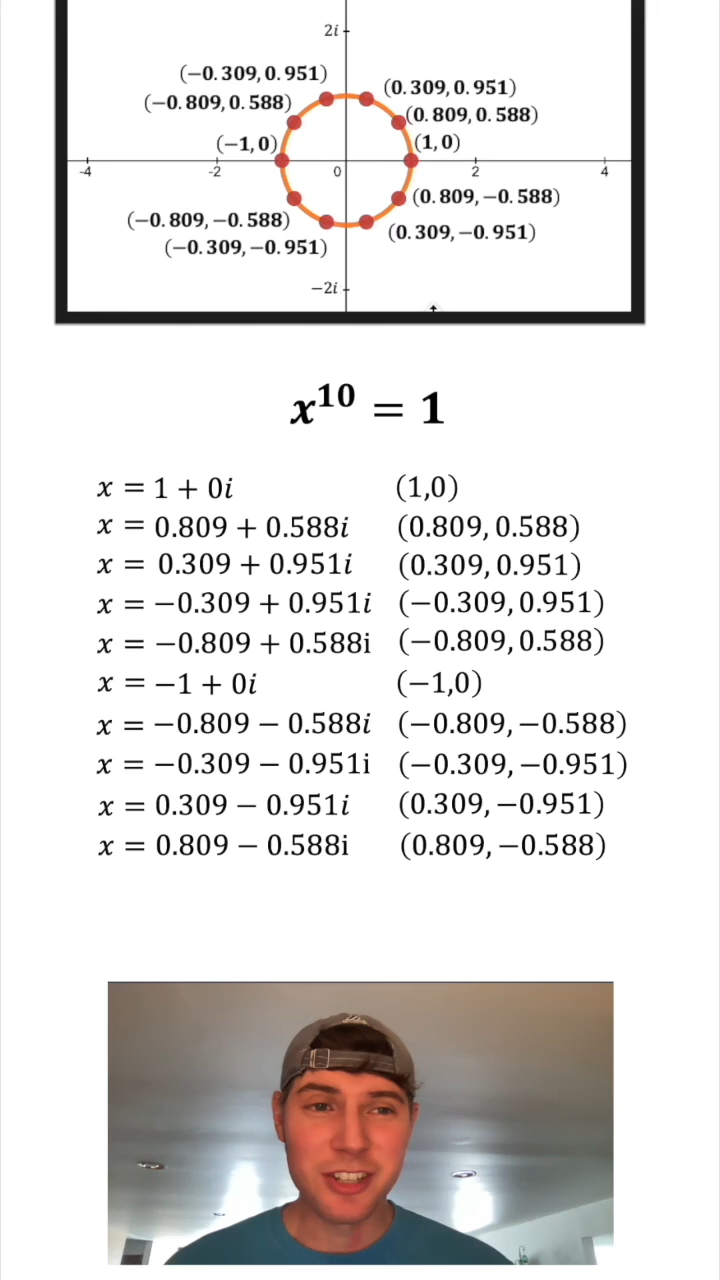 2i
(−0.309, 0.951)
(0.309, 0.951)
(−0.809, 0.588)
(0.809, 0.588)
(−1, 0)
(1, 0)
-4
-2
0
2
4
(0.809, −0.588)
(−0.809, −0.588)
(0.309, −0.951)
(−0.309, −0.951)
−2i
x¹⁰ = 1
x = 1 + 0i (1,0)
x = 0.809 + 0.588i (0.809, 0.588)
x = 0.309 + 0.951i (0.309, 0.951)
x = −0.309 + 0.951i (−0.309, 0.951)
x = −0.809 + 0.588i (−0.809, 0.588)
x = −1 + 0i (−1,0)
x = −0.809 − 0.588i (−0.809, −0.588)
x = −0.309 − 0.951i (−0.309, −0.951)
x = 0.309 − 0.951i (0.309, −0.951)
x = 0.809 − 0.588i (0.809, −0.588)